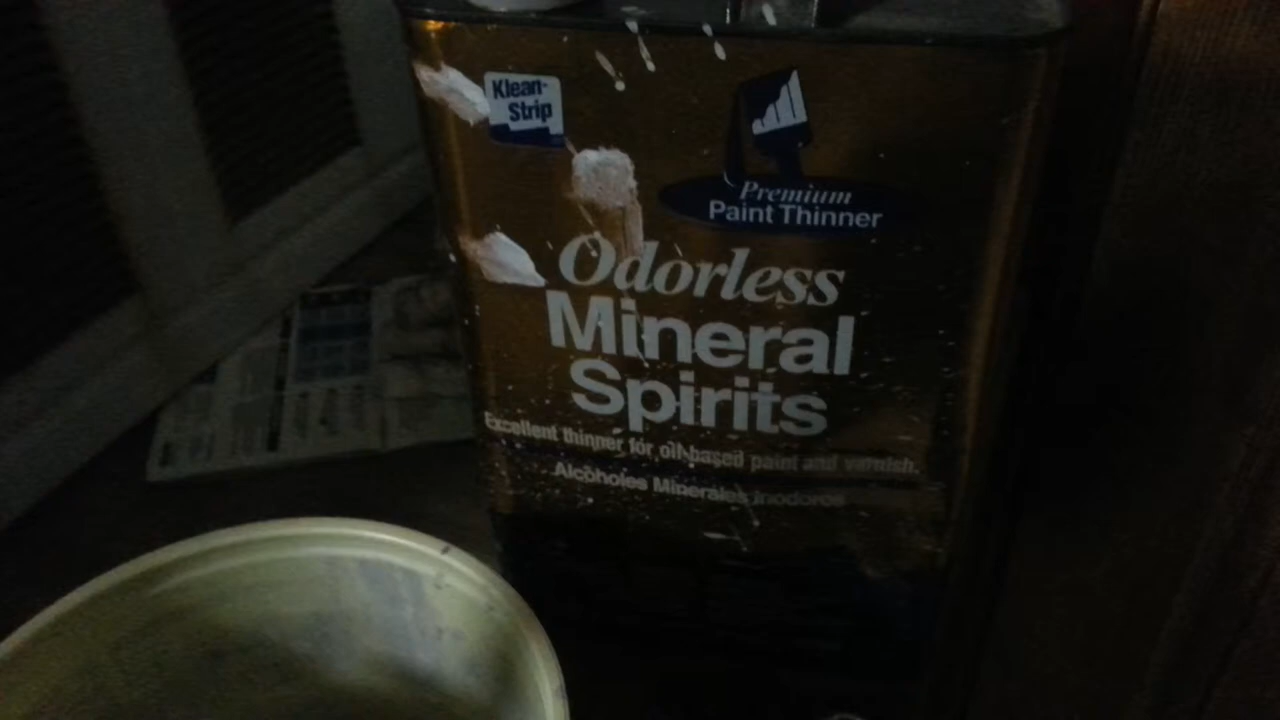 Klean-
Strip
Premium
Paint Thinner
Odorless
Mineral
Spirits
Excellent thinner for oil-based paint and varnish.
Alcoholes Minerales Inodoros